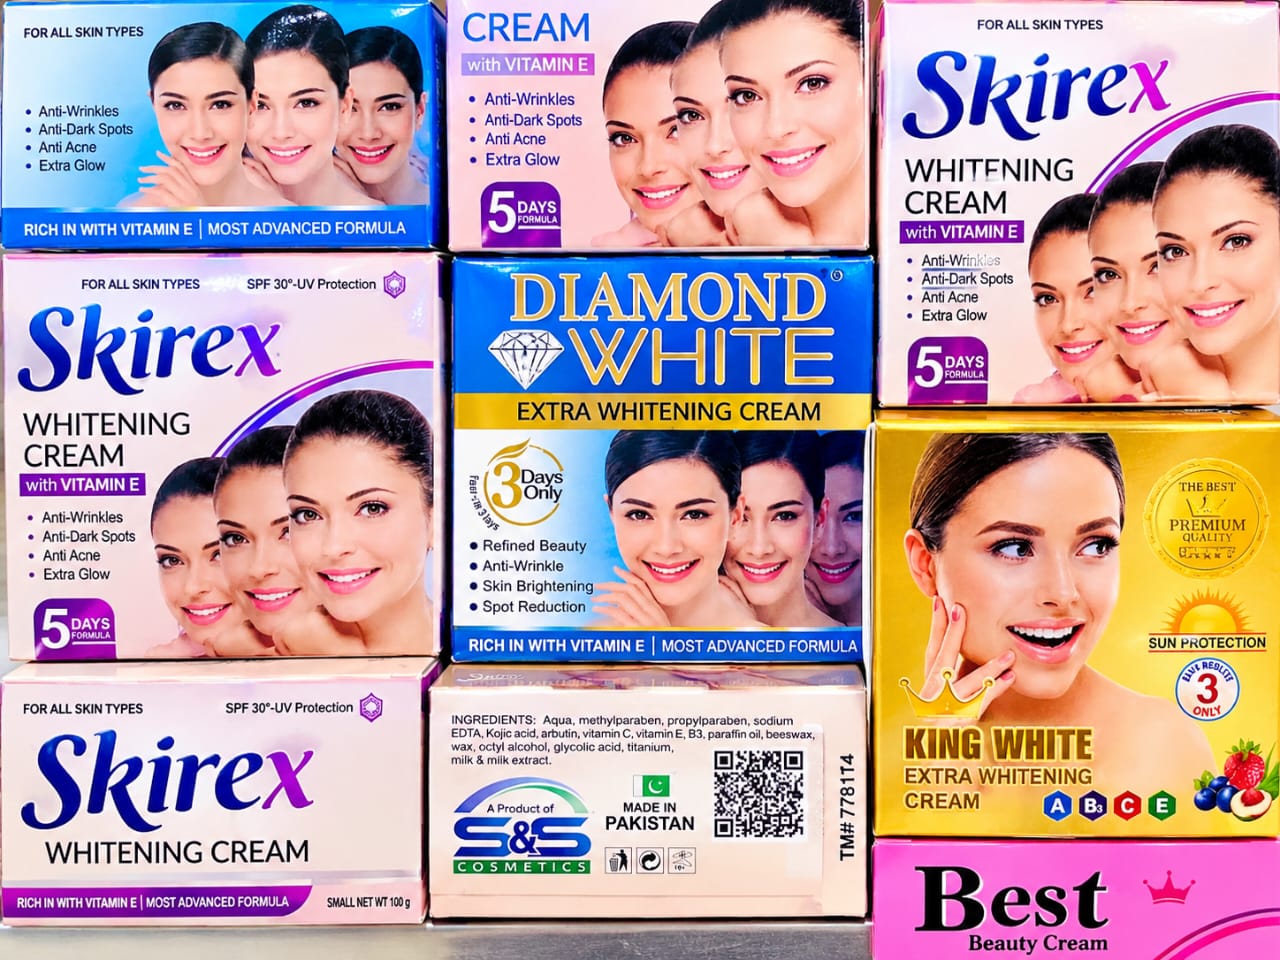 FOR ALL SKIN TYPES
• Anti-Wrinkles
• Anti-Dark Spots
• Anti Acne
• Extra Glow
RICH IN WITH VITAMIN E | MOST ADVANCED FORMULA
CREAM
with VITAMIN E
• Anti-Wrinkles
• Anti-Dark Spots
• Anti Acne
• Extra Glow
5 DAYS
FORMULA
FOR ALL SKIN TYPES
Skirex
WHITENING
CREAM
with VITAMIN E
• Anti-Wrinkles
• Anti-Dark Spots
• Anti Acne
• Extra Glow
5 DAYS
FORMULA
FOR ALL SKIN TYPES SPF 30°-UV Protection
Skirex
WHITENING
CREAM
with VITAMIN E
• Anti-Wrinkles
• Anti-Dark Spots
• Anti Acne
• Extra Glow
5 DAYS
FORMULA
DIAMOND
WHITE
EXTRA WHITENING CREAM
3 Days
Only
• Refined Beauty
• Anti-Wrinkle
• Skin Brightening
• Spot Reduction
RICH IN WITH VITAMIN E | MOST ADVANCED FORMULA
THE BEST
PREMIUM
QUALITY
SUN PROTECTION
3
ONLY
KING WHITE
EXTRA WHITENING
CREAM
A B3 C E
FOR ALL SKIN TYPES SPF 30°-UV Protection
Skirex
WHITENING CREAM
RICH IN WITH VITAMIN E | MOST ADVANCED FORMULA
SMALL NET WT 100 g
INGREDIENTS: Aqua, methylparaben, propylparaben, sodium
EDTA, Kojic acid, arbutin, vitamin C, vitamin E, B3, paraffin oil, beeswax,
wax, octyl alcohol, glycolic acid, titanium,
milk & milk extract.
A Product of
S&S
COSMETICS
MADE IN
PAKISTAN
TM# 7781T4
Best
Beauty Cream